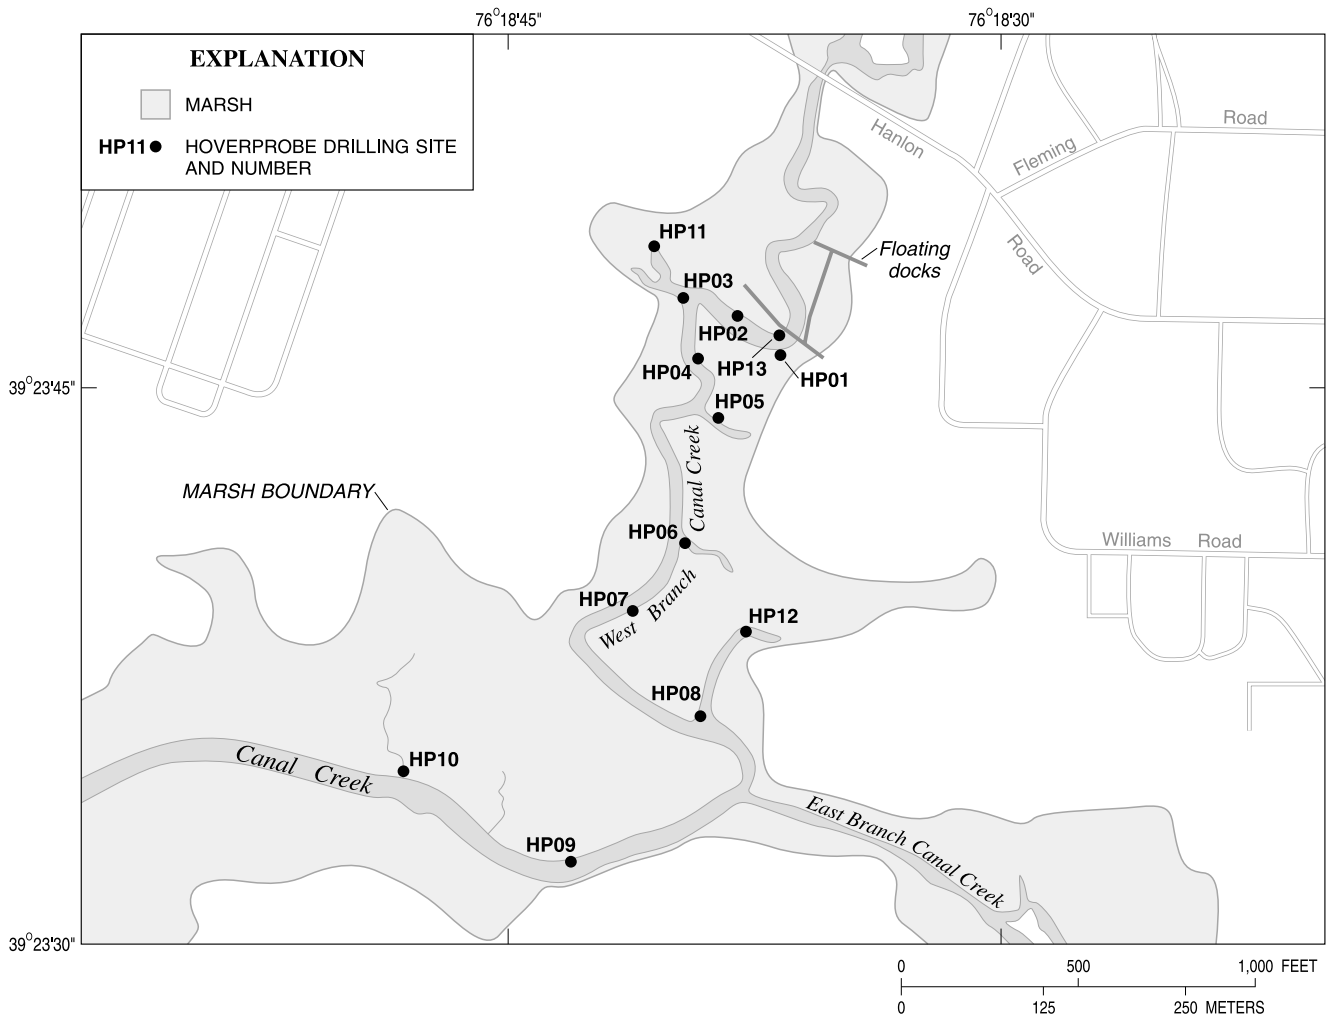 76°18'45"
76°18'30"
EXPLANATION
MARSH
HP11
HOVERPROBE DRILLING SITE
AND NUMBER
Hanlon
Road
Fleming
Road
Road
HP11
HP03
Floating
docks
HP02
HP13
HP04
HP01
39°23'45"
HP05
Canal Creek
MARSH BOUNDARY
HP06
Williams Road
HP07
West Branch
HP12
HP08
Canal Creek
HP10
East Branch Canal Creek
HP09
39°23'30"
0 500 1,000 FEET
0 125 250 METERS